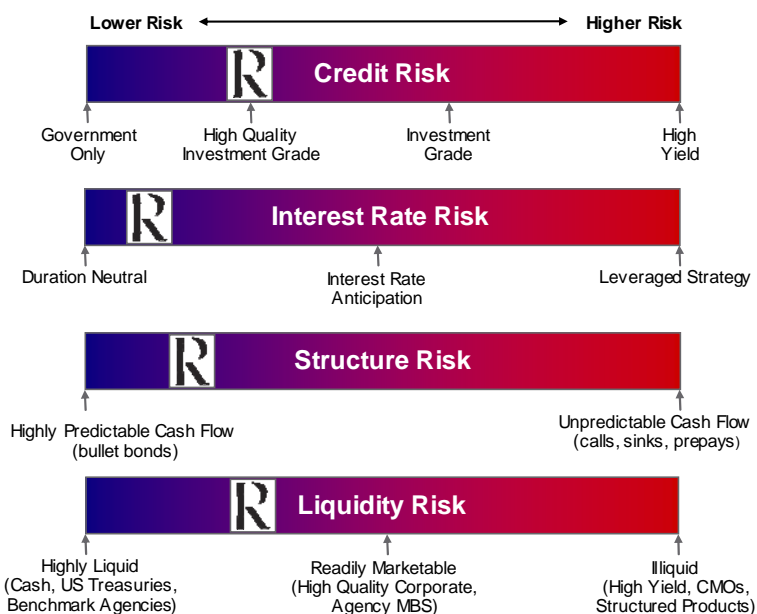 Lower Risk Higher Risk
R Credit Risk
Government High Quality Investment High
Only Investment Grade Grade Yield
R Interest Rate Risk
Duration Neutral Interest Rate Leveraged Strategy
Anticipation
R Structure Risk
Highly Predictable Cash Flow Unpredictable Cash Flow
(bullet bonds) (calls, sinks, prepays)
R Liquidity Risk
Highly Liquid Readily Marketable Illiquid
(Cash, US Treasuries, (High Quality Corporate, (High Yield, CMOs,
Benchmark Agencies) Agency MBS) Structured Products)